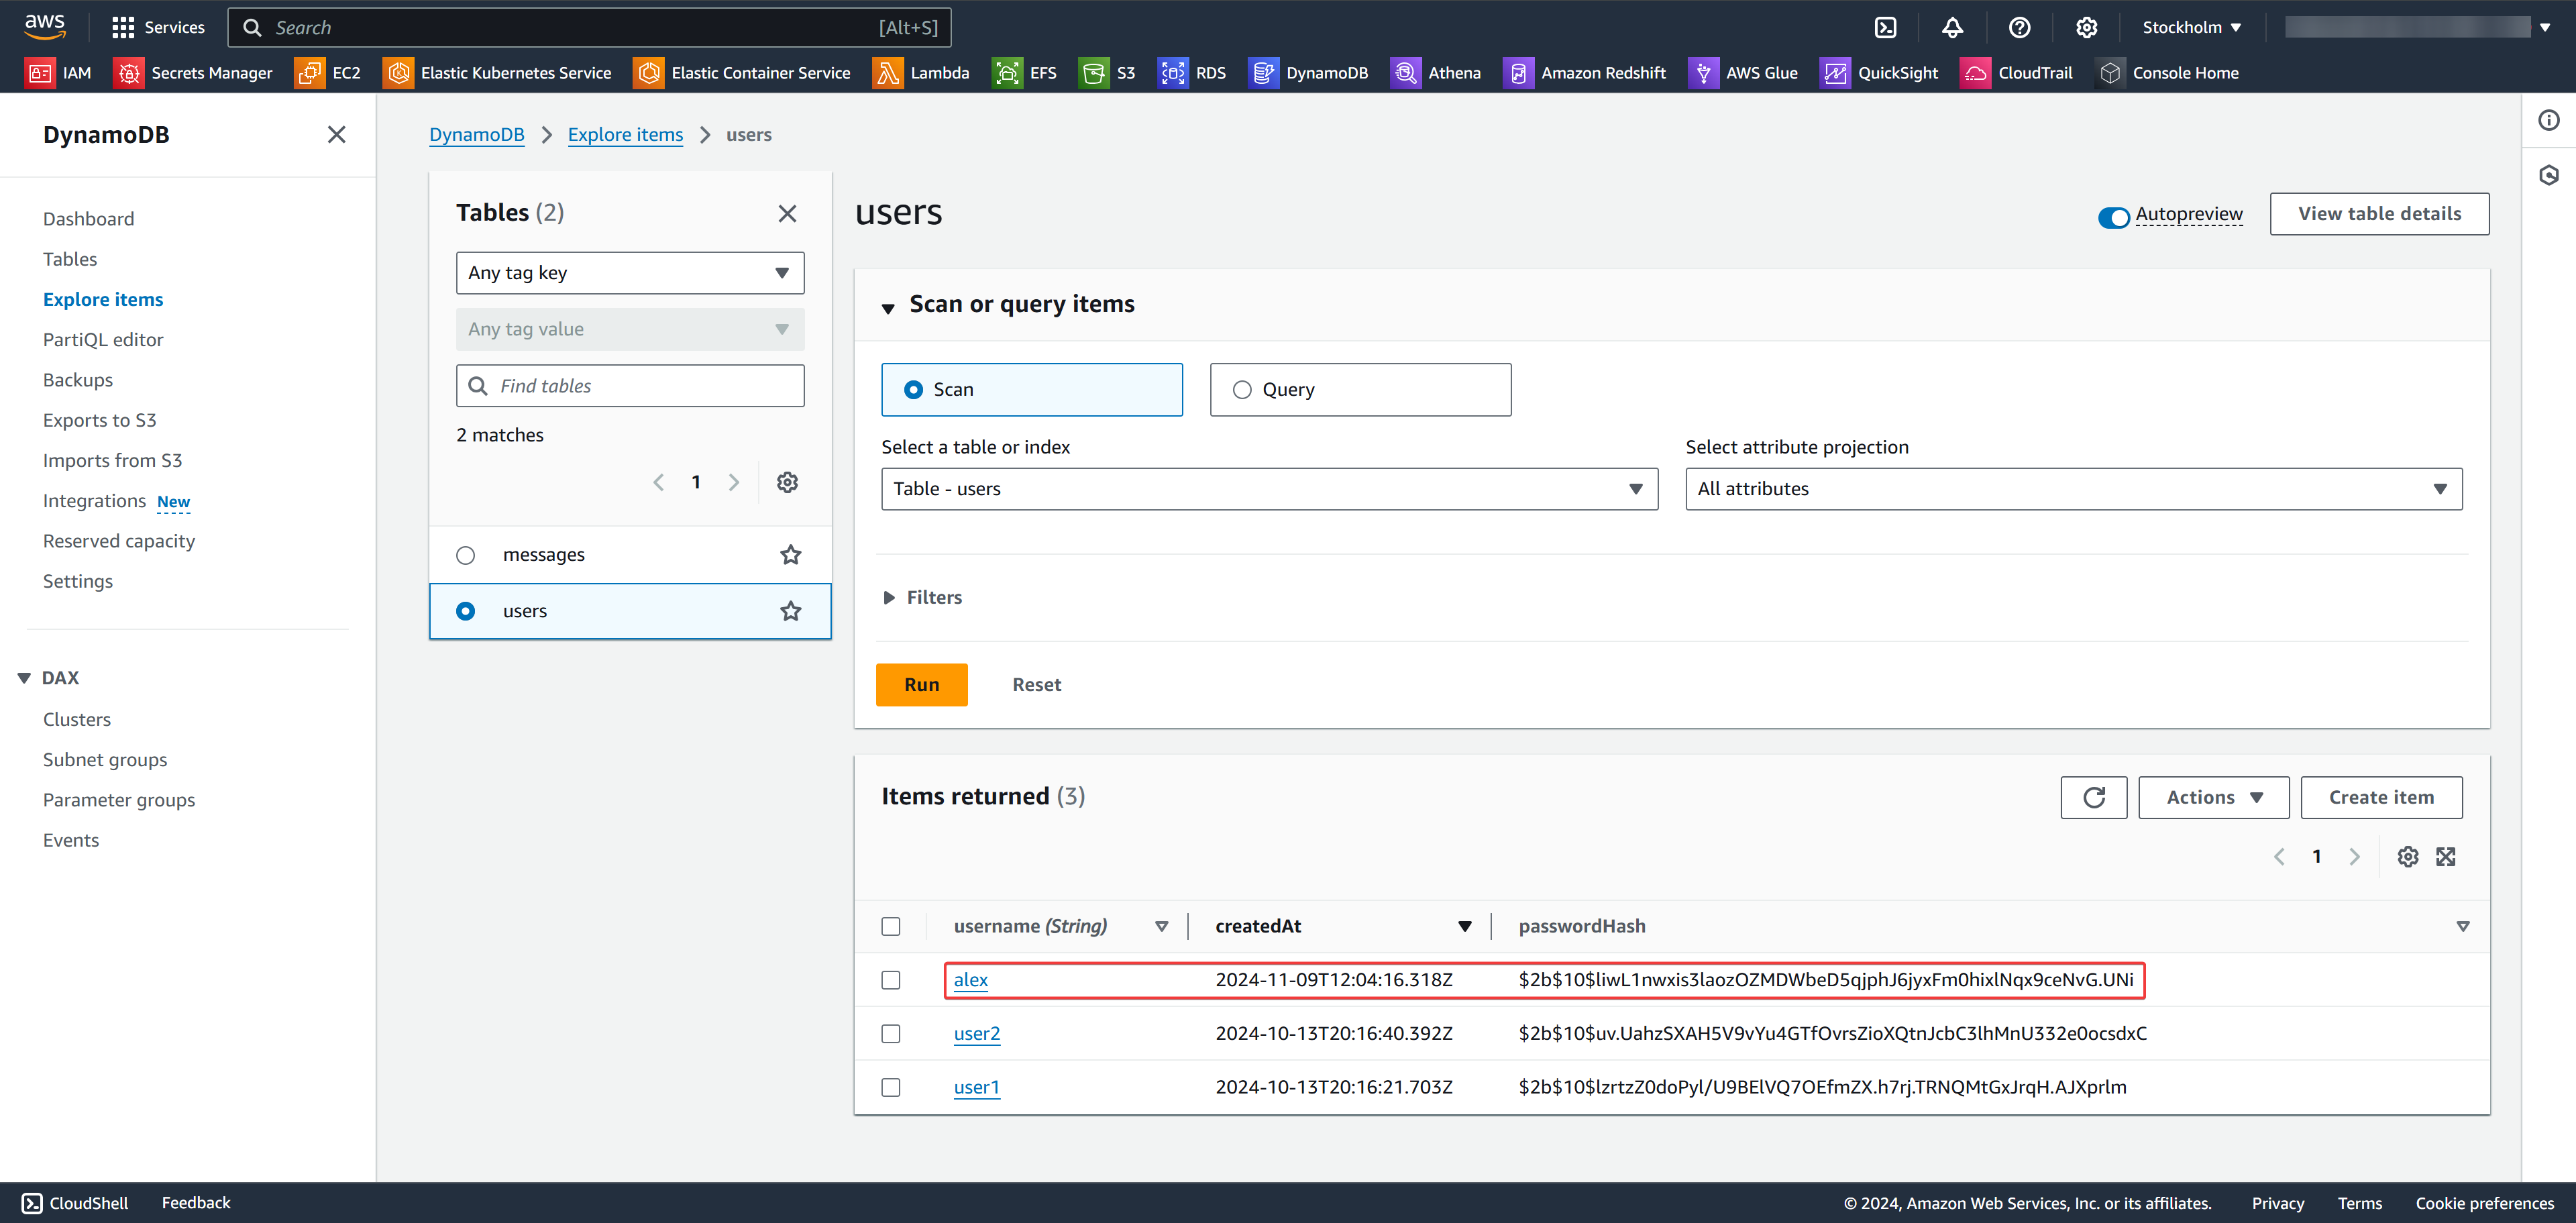 aws
Services
Search [Alt+S]
Stockholm
IAM Secrets Manager EC2 Elastic Kubernetes Service Elastic Container Service Lambda EFS S3 RDS DynamoDB Athena Amazon Redshift AWS Glue QuickSight CloudTrail Console Home
DynamoDB
Dashboard
Tables
Explore items
PartiQL editor
Backups
Exports to S3
Imports from S3
Integrations New
Reserved capacity
Settings
DAX
Clusters
Subnet groups
Parameter groups
Events
DynamoDB Explore items users
Tables (2)
Any tag key
Any tag value
Find tables
2 matches
1
messages
users
users
Autopreview
View table details
Scan or query items
Scan
Query
Select a table or index
Table - users
Select attribute projection
All attributes
Filters
Run
Reset
Items returned (3)
Actions
Create item
1
username (String) createdAt passwordHash
alex 2024-11-09T12:04:16.318Z $2b$10$liwL1nwxis3laozOZMDWbeD5qjphJ6jyxFm0hixlNqx9ceNvG.UNi
user2 2024-10-13T20:16:40.392Z $2b$10$uv.UahzSXAH5V9vYu4GTfOvrsZioXQtnJcbC3lhMnU332e0ocsdxC
user1 2024-10-13T20:16:21.703Z $2b$10$lzrtzZ0doPyl/U9BElVQ7OEfmZX.h7rj.TRNQMtGxJrqH.AJXprlm
CloudShell Feedback
© 2024, Amazon Web Services, Inc. or its affiliates. Privacy Terms Cookie preferences